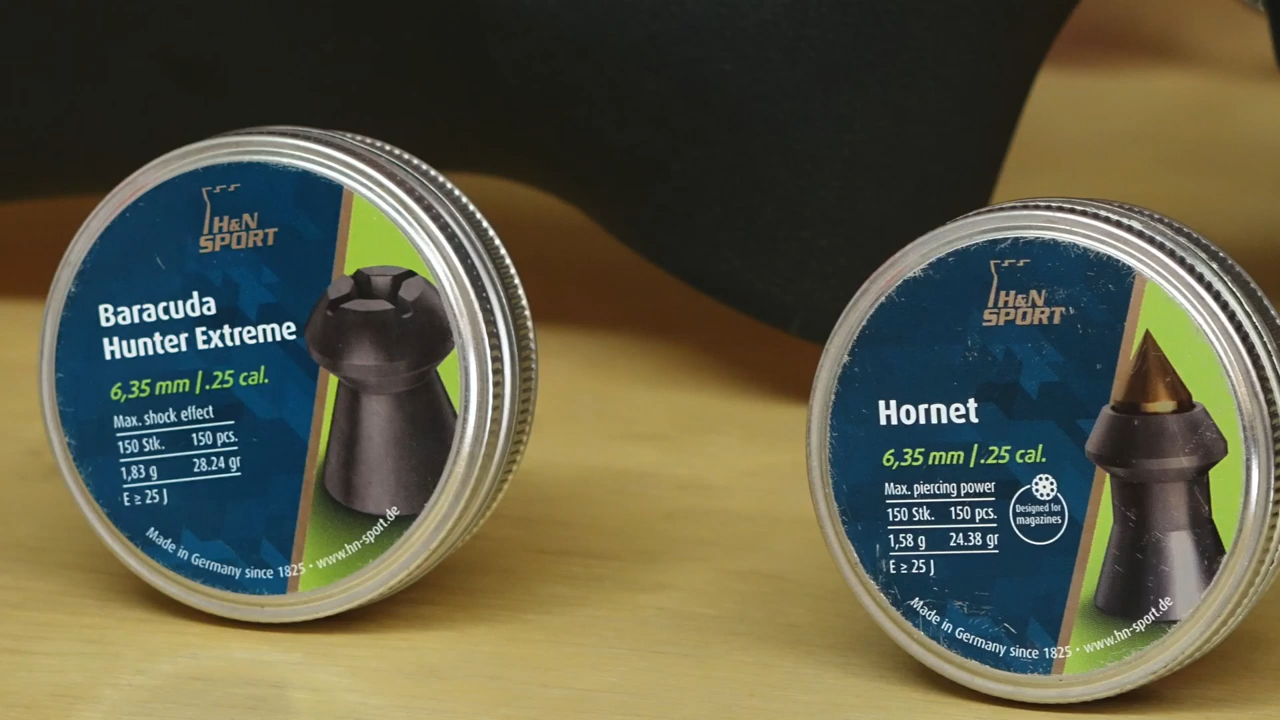 H&N
SPORT
Baracuda
Hunter Extreme
6,35 mm | .25 cal.
Max. shock effect
150 Stk. 150 pcs.
1,83 g 28.24 gr
E ≥ 25 J
Made in Germany since 1825 • www.hn-sport.de
H&N
SPORT
Hornet
6,35 mm | .25 cal.
Max. piercing power
150 Stk. 150 pcs.
1,58 g 24.38 gr
E ≥ 25 J
Designed for
magazines
Made in Germany since 1825 • www.hn-sport.de